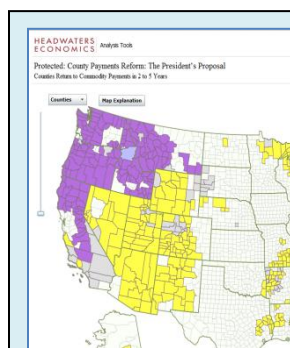 HEADWATERS
ECONOMICS Analysis Tools
Protected: County Payments Reform: The President's Proposal
Counties Return to Commodity Payments in 2 to 5 Years
Counties
Map Explanation